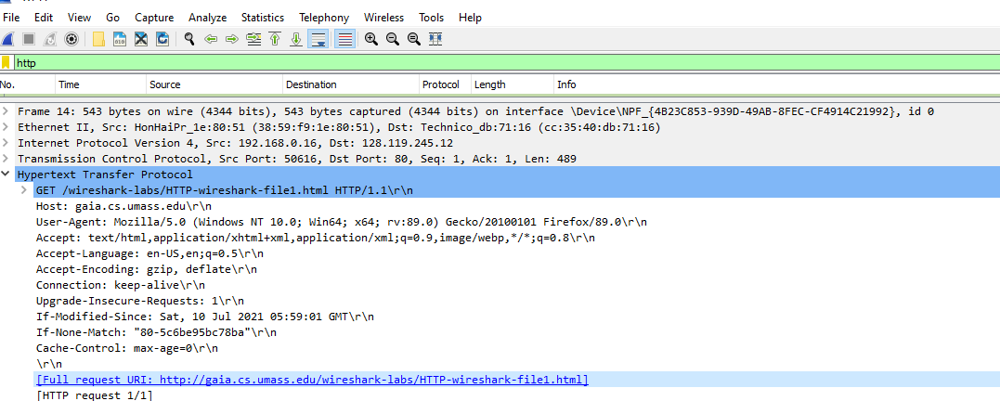 File Edit View Go Capture Analyze Statistics Telephony Wireless Tools Help
http
No. Time Source Destination Protocol Length Info
Frame 14: 543 bytes on wire (4344 bits), 543 bytes captured (4344 bits) on interface \Device\NPF_{4B23C853-939D-49AB-8FEC-CF4914C21992}, id 0
Ethernet II, Src: HonHaiPr_1e:80:51 (38:59:f9:1e:80:51), Dst: Technico_db:71:16 (cc:35:40:db:71:16)
Internet Protocol Version 4, Src: 192.168.0.16, Dst: 128.119.245.12
Transmission Control Protocol, Src Port: 50616, Dst Port: 80, Seq: 1, Ack: 1, Len: 489
Hypertext Transfer Protocol
GET /wireshark-labs/HTTP-wireshark-file1.html HTTP/1.1\r\n
Host: gaia.cs.umass.edu\r\n
User-Agent: Mozilla/5.0 (Windows NT 10.0; Win64; x64; rv:89.0) Gecko/20100101 Firefox/89.0\r\n
Accept: text/html,application/xhtml+xml,application/xml;q=0.9,image/webp,*/*;q=0.8\r\n
Accept-Language: en-US,en;q=0.5\r\n
Accept-Encoding: gzip, deflate\r\n
Connection: keep-alive\r\n
Upgrade-Insecure-Requests: 1\r\n
If-Modified-Since: Sat, 10 Jul 2021 05:59:01 GMT\r\n
If-None-Match: "80-5c6be95bc78ba"\r\n
Cache-Control: max-age=0\r\n
\r\n
[Full request URI: http://gaia.cs.umass.edu/wireshark-labs/HTTP-wireshark-file1.html]
[HTTP request 1/1]